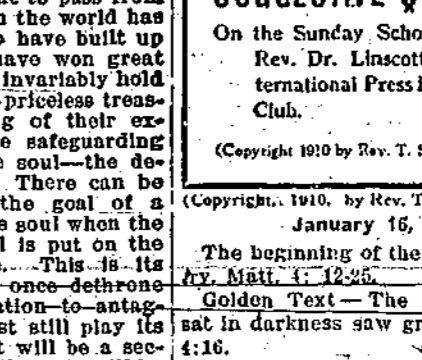 the world has
have built up
have won great
invariably hold
priceless treas-
g of their ex-
e safeguarding
e soul—the de-
There can be
the goal of a
e soul when the
l is put on the
This is its
once dethrone
ation to antag-
st still play its
will be a sec-
On the Sunday Scho
Rev. Dr. Linscott
ternational Press
Club.
(Copyright 1910 by Rev. T. S
(Copyright, 1910, by Rev. T
January 16,
The beginning of the
ry. Matt. 4: 12-25.
Golden Text—The
sat in darkness saw gr
4:16.